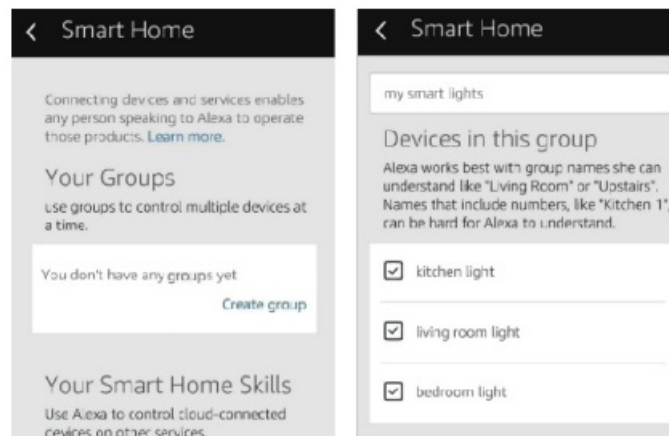 Smart Home
Connecting devices and services enables
any person speaking to Alexa to operate
those products. Learn more.
Your Groups
use groups to control multiple devices at
a time.
You don't have any groups yet
Create group
Your Smart Home Skills
Use Alexa to control cloud-connected
devices on other services.
Smart Home
my smart lights
Devices in this group
Alexa works best with group names she can
understand like "Living Room" or "Upstairs".
Names that include numbers, like "Kitchen 1",
can be hard for Alexa to understand.
kitchen light
living room light
bedroom light